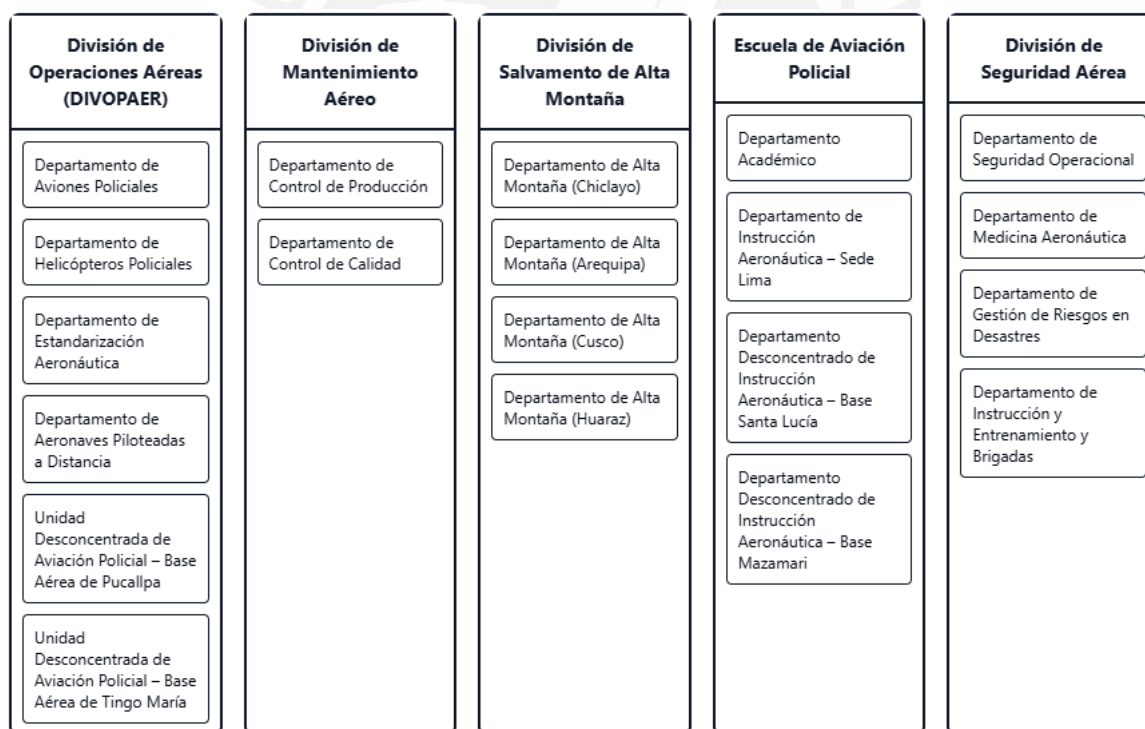 División de
Operaciones Aéreas
(DIVOPAER)
Departamento de
Aviones Policiales
Departamento de
Helicópteros Policiales
Departamento de
Estandarización
Aeronáutica
Departamento de
Aeronaves Piloteadas
a Distancia
Unidad
Desconcentrada de
Aviación Policial – Base
Aérea de Pucallpa
Unidad
Desconcentrada de
Aviación Policial – Base
Aérea de Tingo María
División de
Mantenimiento
Aéreo
Departamento de
Control de Producción
Departamento de
Control de Calidad
División de
Salvamento de Alta
Montaña
Departamento de Alta
Montaña (Chiclayo)
Departamento de Alta
Montaña (Arequipa)
Departamento de Alta
Montaña (Cusco)
Departamento de Alta
Montaña (Huaraz)
Escuela de Aviación
Policial
Departamento
Académico
Departamento de
Instrucción
Aeronáutica – Sede
Lima
Departamento
Desconcentrado de
Instrucción
Aeronáutica – Base
Santa Lucía
Departamento
Desconcentrado de
Instrucción
Aeronáutica – Base
Mazamari
División de
Seguridad Aérea
Departamento de
Seguridad Operacional
Departamento de
Medicina Aeronáutica
Departamento de
Gestión de Riesgos en
Desastres
Departamento de
Instrucción y
Entrenamiento y
Brigadas